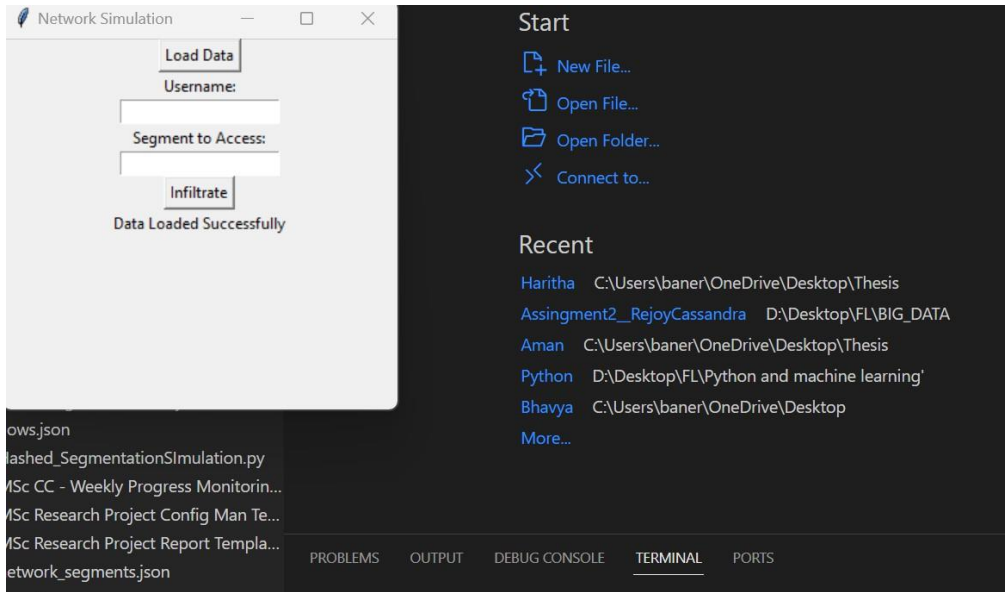 Network Simulation
Load Data
Username:
Segment to Access:
Infiltrate
Data Loaded Successfully
ows.json
lashed_SegmentationSImulation.py
MSc CC - Weekly Progress Monitorin...
MSc Research Project Config Man Te...
MSc Research Project Report Templa...
etwork_segments.json
Start
New File...
Open File...
Open Folder...
Connect to...
Recent
Haritha C:\Users\baner\OneDrive\Desktop\Thesis
Assingment2__RejoyCassandra D:\Desktop\FL\BIG_DATA
Aman C:\Users\baner\OneDrive\Desktop\Thesis
Python D:\Desktop\FL\Python and machine learning'
Bhavya C:\Users\baner\OneDrive\Desktop
More...
PROBLEMS OUTPUT DEBUG CONSOLE TERMINAL PORTS